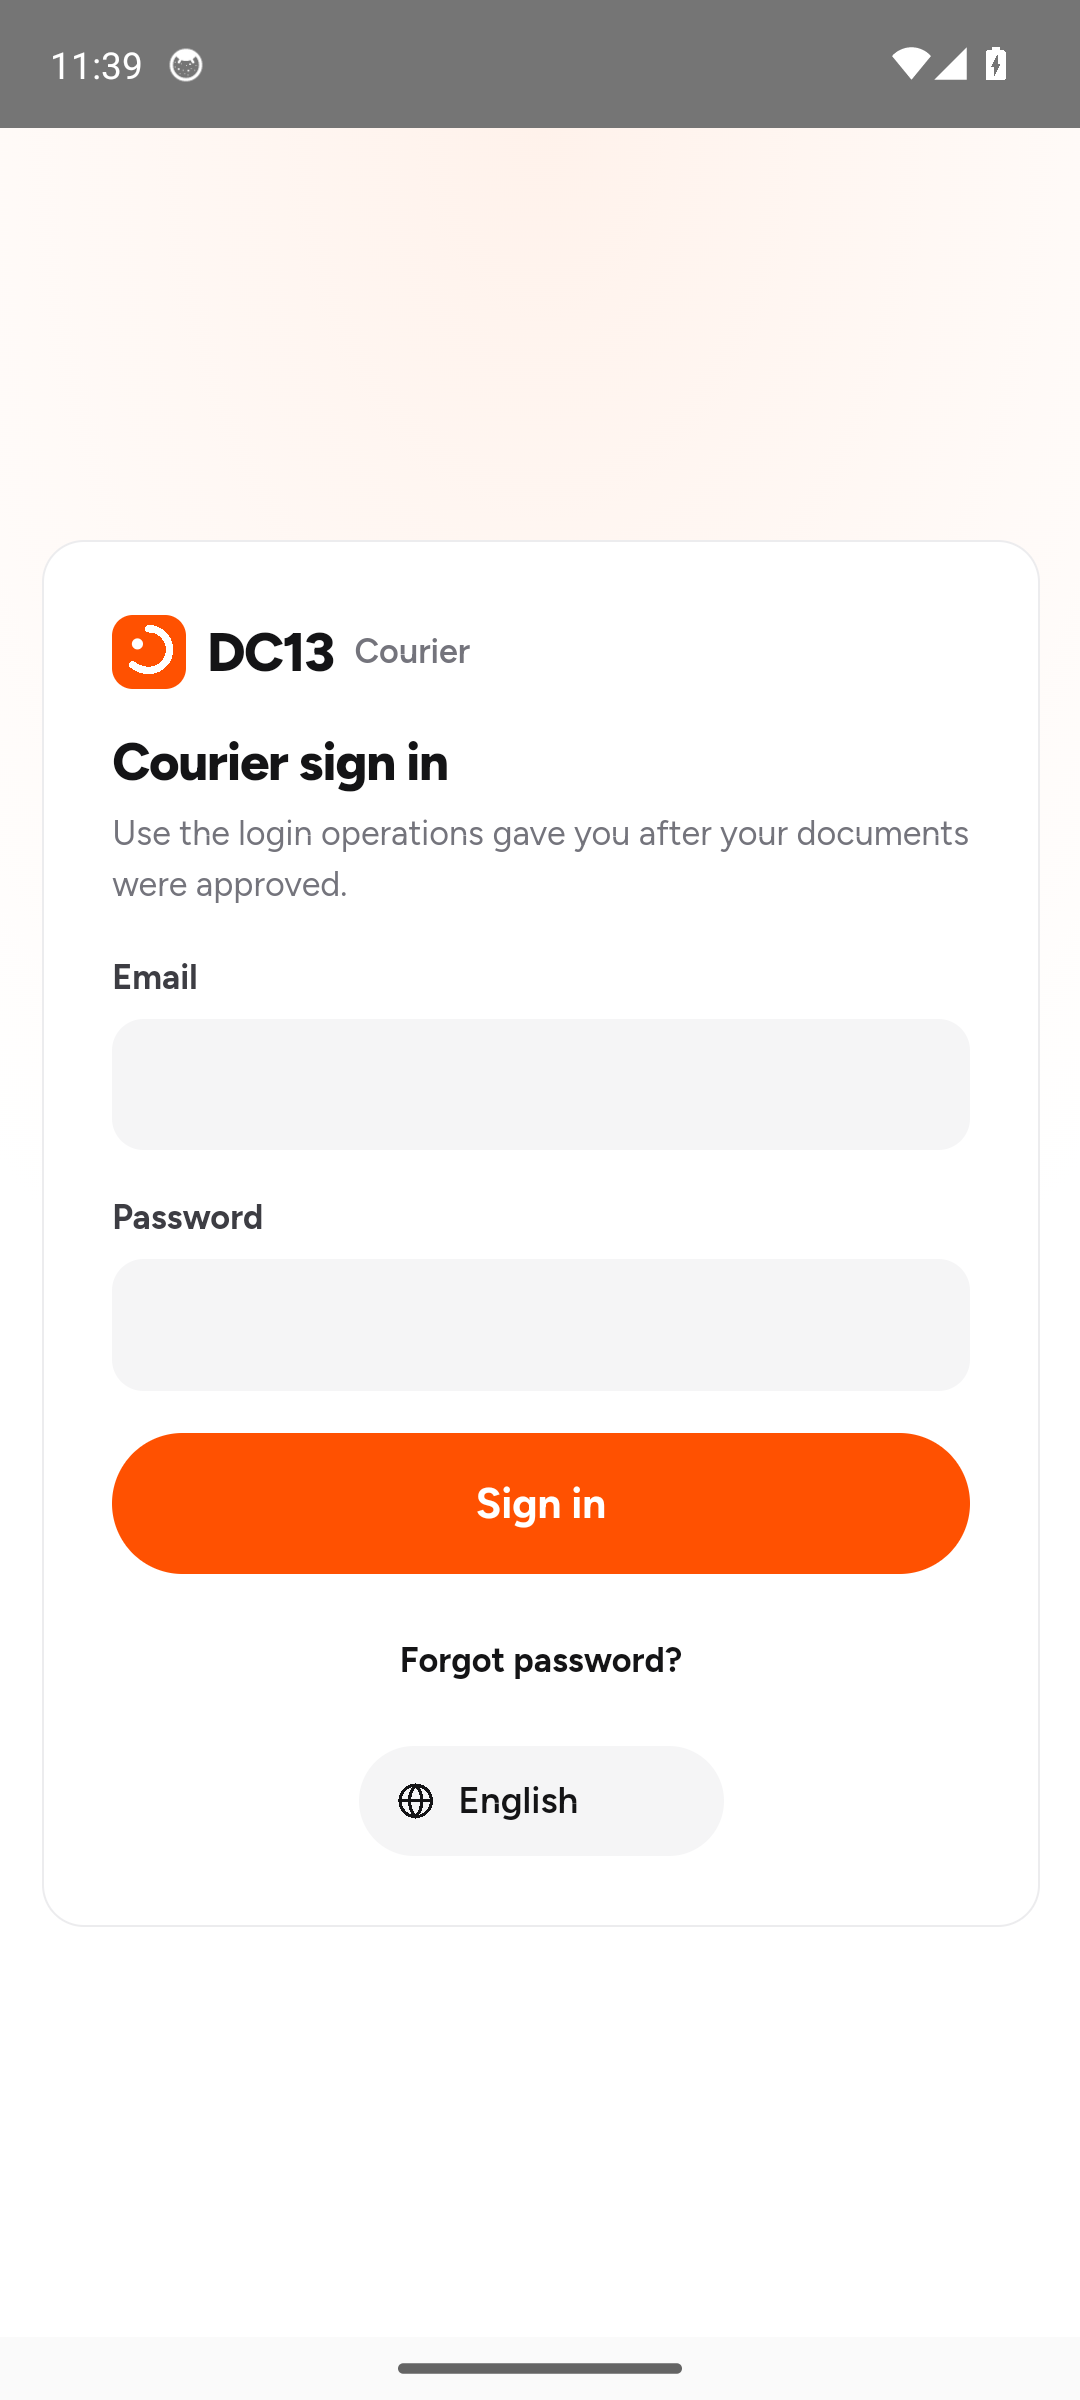 11:39
DC13 Courier
Courier sign in
Use the login operations gave you after your documents
were approved.
Email
Password
Sign in
Forgot password?
English